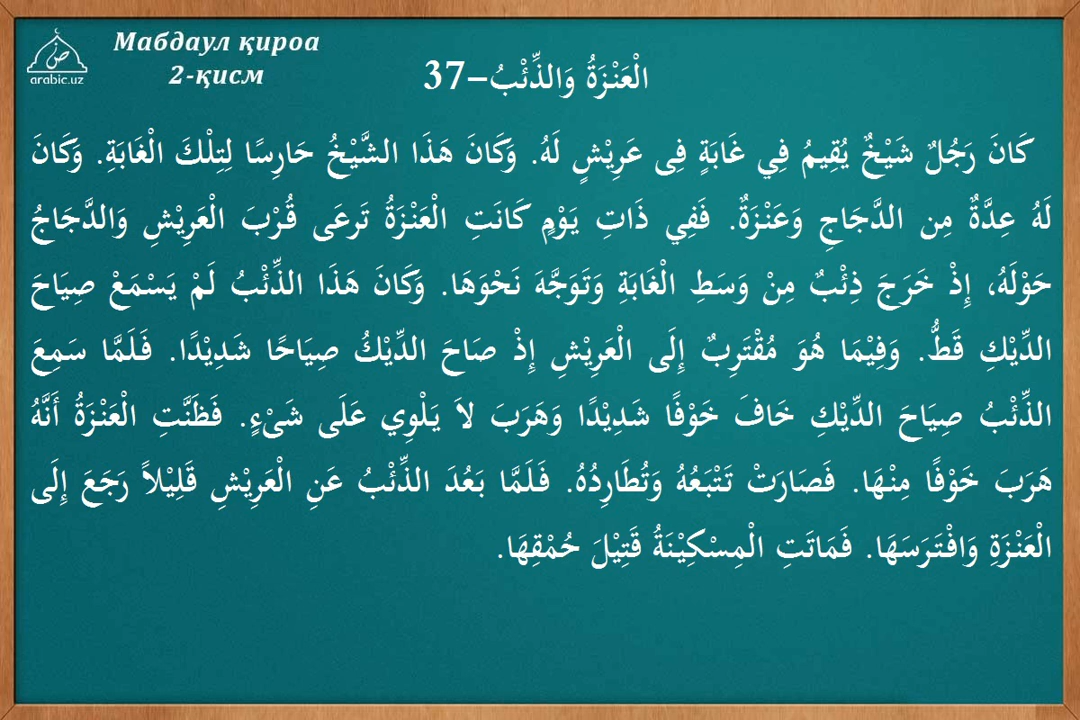 Мабдаул қироа
2-қисм
arabic.uz
37–الْعَنْزَةُ وَالذِّئْبُ
كَانَ رَجُلٌ شَيْخٌ يُقِيمُ فِي غَابَةٍ فِى عَرِيْشٍ لَهُ. وَكَانَ هَذَا الشَّيْخُ حَارِسًا لِتِلْكَ الْغَابَةِ. وَكَانَ
لَهُ عِدَّةٌ مِن الدَّجَاجِ وَعَنْزَةٌ. فَفِي ذَاتِ يَوْمٍ كَانَتِ الْعَنْزَةُ تَرعَى قُرْبَ الْعَرِيْشِ وَالدَّجَاجُ
حَوْلَهُ، إِذْ خَرَجَ ذِئْبٌ مِنْ وَسَطِ الْغَابَةِ وَتَوَجَّهَ نَحْوَهَا. وَكَانَ هَذَا الذِّئْبُ لَمْ يَسْمَعْ صِيَاحَ
الدِّيْكِ قَطُّ. وَفِيْمَا هُوَ مُقْتَرِبٌ إِلَى الْعَرِيْشِ إِذْ صَاحَ الدِّيْكُ صِيَاحًا شَدِيْدًا. فَلَمَّا سَمِعَ
الذِّئْبُ صِيَاحَ الدِيْكِ خَافَ خَوْفًا شَدِيْدًا وَهَرَبَ لاَ يَلْوِي عَلَى شَىْءٍ. فَظَنَّتِ الْعَنْزَةُ أَنَّهُ
هَرَبَ خَوْفًا مِنْهَا. فَصَارَتْ تَتْبَعُهُ وَتُطَارِدُهُ. فَلَمَّا بَعُدَ الذِّئْبُ عَنِ الْعَرِيْشِ قَلِيْلاً رَجَعَ إِلَى
الْعَنْزَةِ وَافْتَرَسَهَا. فَمَاتَتِ الْمِسْكِيْنَةُ قَتِيْلَ حُمْقِهَا.